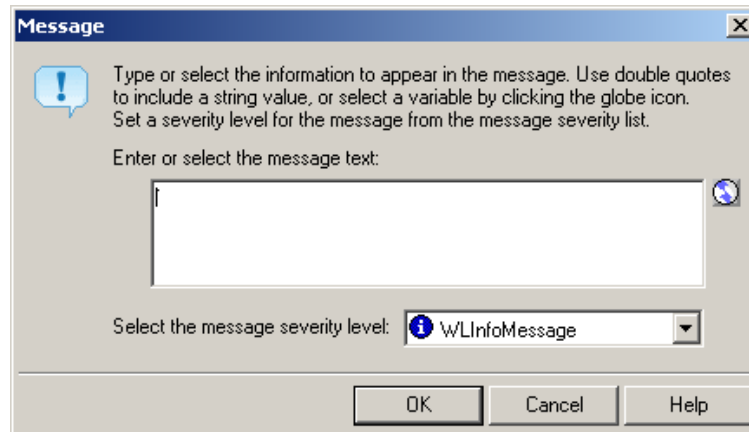 Message
Type or select the information to appear in the message. Use double quotes
to include a string value, or select a variable by clicking the globe icon.
Set a severity level for the message from the message severity list.
Enter or select the message text:
Select the message severity level: WLInfoMessage
OK Cancel Help